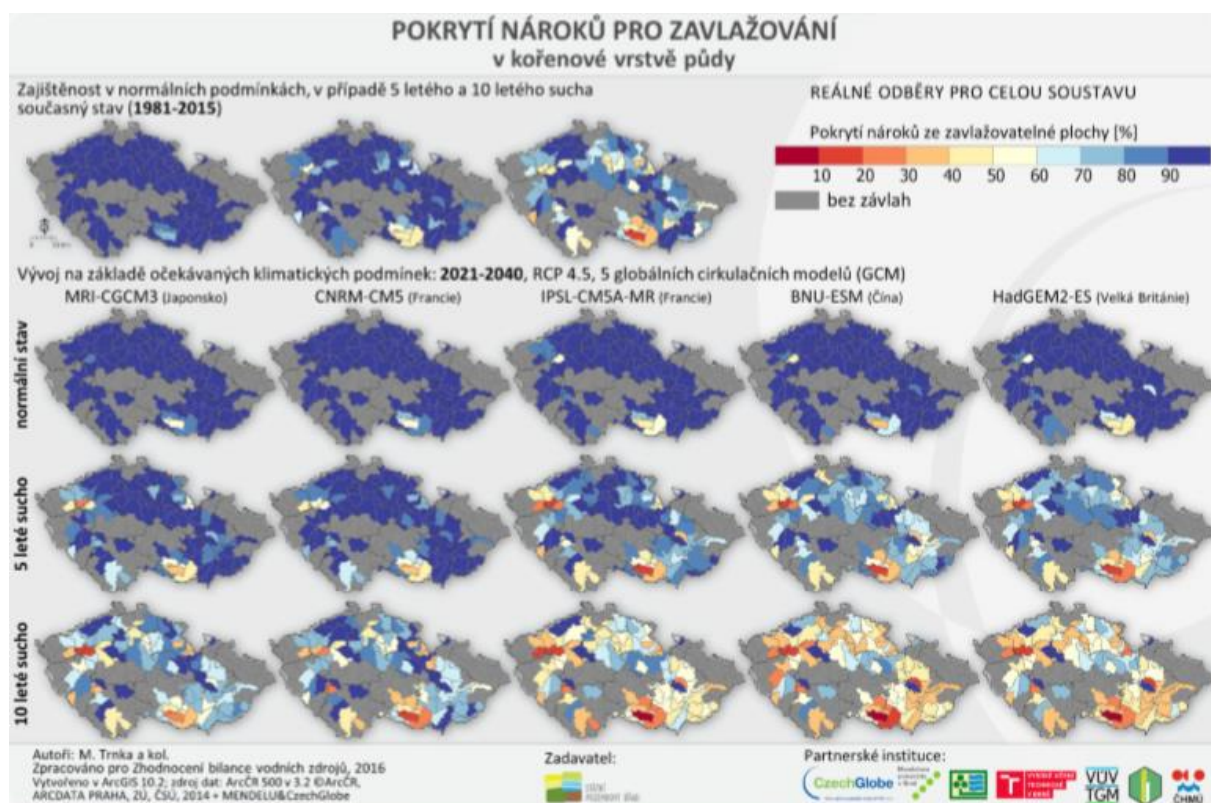 POKRYTÍ NÁROKŮ PRO ZAVLAŽOVÁNÍ
v kořenové vrstvě půdy
Zajištěnost v normálních podmínkách, v případě 5 letého a 10 letého sucha
současný stav (1981-2015)
REÁLNÉ ODBĚRY PRO CELOU SOUSTAVU
Pokrytí nároků ze zavlažovatelné plochy [%]
10 20 30 40 50 60 70 80 90
bez závlah
Vývoj na základě očekávaných klimatických podmínek: 2021-2040, RCP 4.5, 5 globálních cirkulačních modelů (GCM)
MRI-CGCM3 (Japonsko) CNRM-CM5 (Francie) IPSL-CM5A-MR (Francie) BNU-ESM (Čína) HadGEM2-ES (Velká Británie)
normální stav
5 leté sucho
10 leté sucho
Autoři: M. Trnka a kol.
Zpracováno pro Zhodnocení bilance vodních zdrojů, 2016
Vytvořeno v ArcGIS 10.2; zdroj dat: ArcČR 500 v 3.2 ©ArcČR,
ARCDATA PRAHA, ZÚ, ČSÚ, 2014 + MENDELU&CzechGlobe
Zadavatel:
Partnerské instituce:
CzechGlobe
VÚV
TGM
ČHMÚ